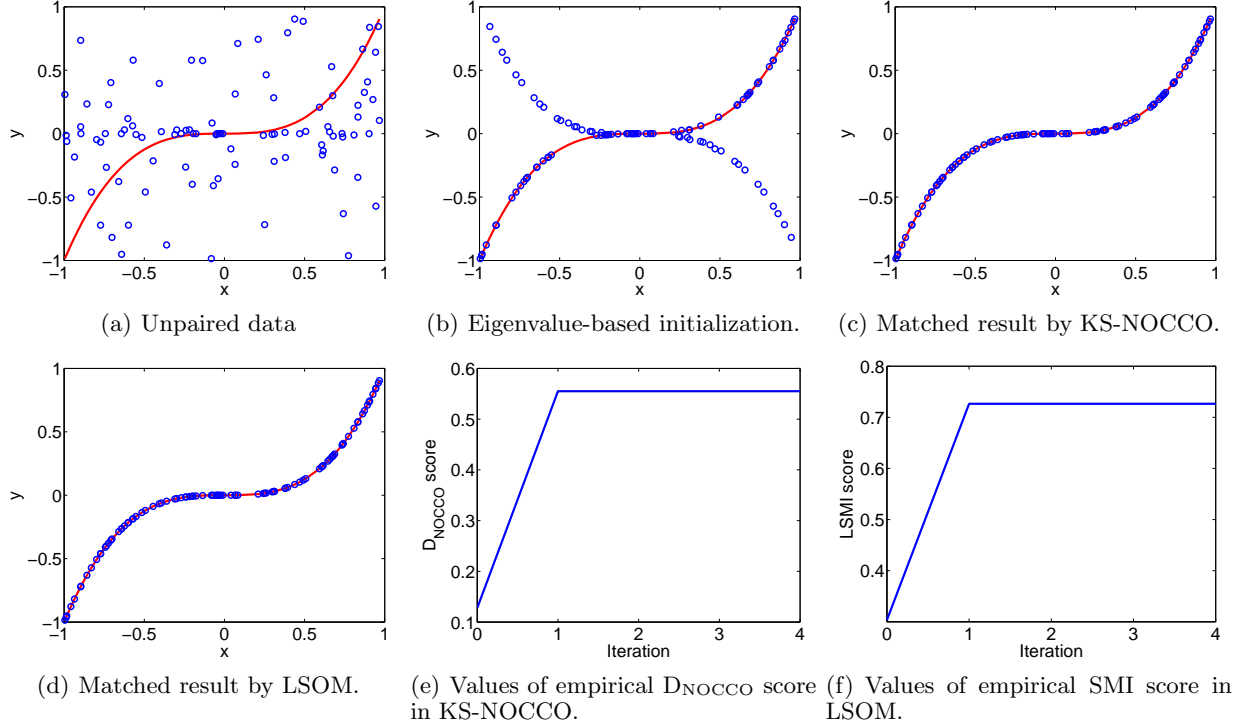 1
0.5
0
−0.5
−1
−1 −0.5 0 0.5 1
x
y
(a) Unpaired data
1
0.5
0
−0.5
−1
−1 −0.5 0 0.5 1
x
y
(b) Eigenvalue-based initialization.
1
0.5
0
−0.5
−1
−1 −0.5 0 0.5 1
x
y
(c) Matched result by KS-NOCCO.
1
0.5
0
−0.5
−1
−1 −0.5 0 0.5 1
x
y
(d) Matched result by LSOM.
0.6
0.5
0.4
0.3
0.2
0.1
0 1 2 3 4
Iteration
D_NOCCO score
(e) Values of empirical D_NOCCO score
in KS-NOCCO.
0.8
0.7
0.6
0.5
0.4
0 1 2 3 4
Iteration
LSMI score
(f) Values of empirical SMI score in
LSOM.